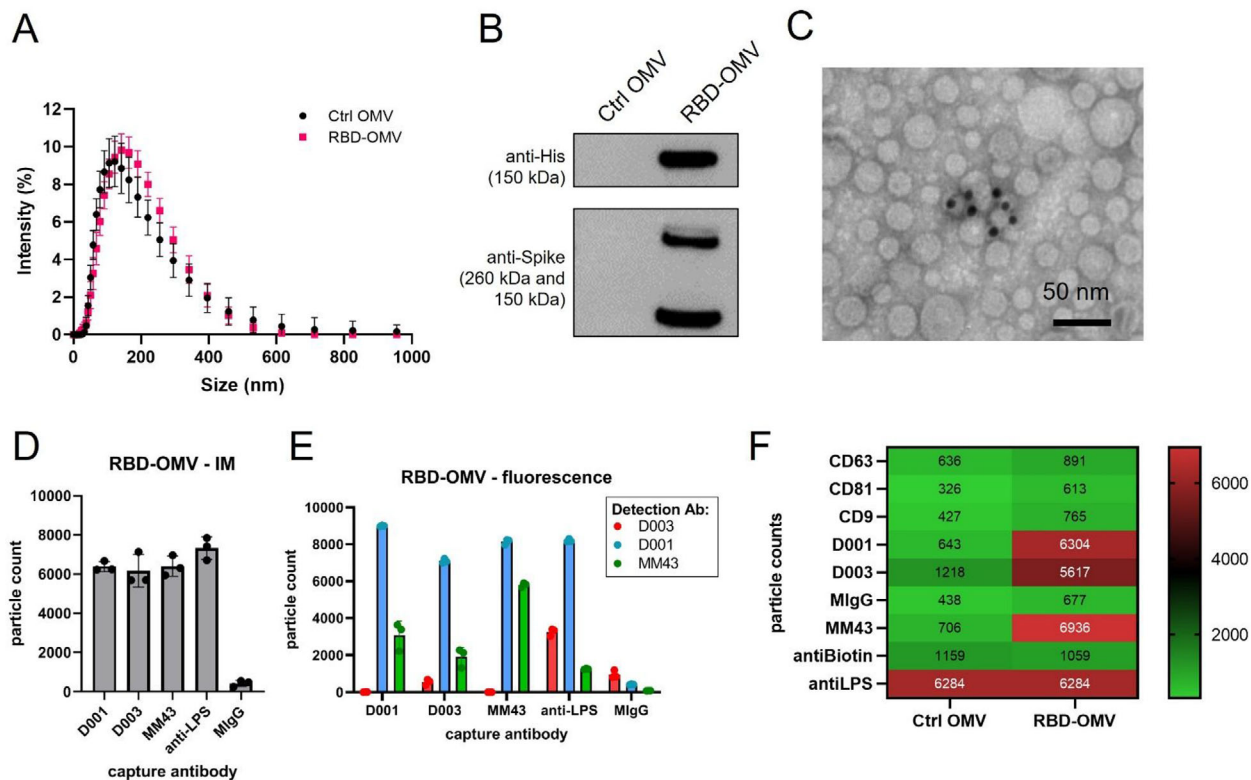 A
12
10
8
6
4
2
0
Intensity (%)
0
200
400
600
800
1000
Size (nm)
Ctrl OMV
RBD-OMV
B
Ctrl OMV
RBD-OMV
anti-His
(150 kDa)
anti-Spike
(260 kDa and
150 kDa)
C
50 nm
D
RBD-OMV - IM
10000
8000
6000
4000
2000
0
particle count
D001
D003
MM43
anti-LPS
MIgG
capture antibody
E
RBD-OMV - fluorescence
10000
8000
6000
4000
2000
0
particle count
D001
D003
MM43
anti-LPS
MIgG
capture antibody
Detection Ab:
D003
D001
MM43
F
particle counts
CD63 636 891
CD81 326 613
CD9 427 765
D001 643 6304
D003 1218 5617
MIgG 438 677
MM43 706 6936
antiBiotin 1159 1059
antiLPS 6284 6284
Ctrl OMV RBD-OMV
6000
4000
2000